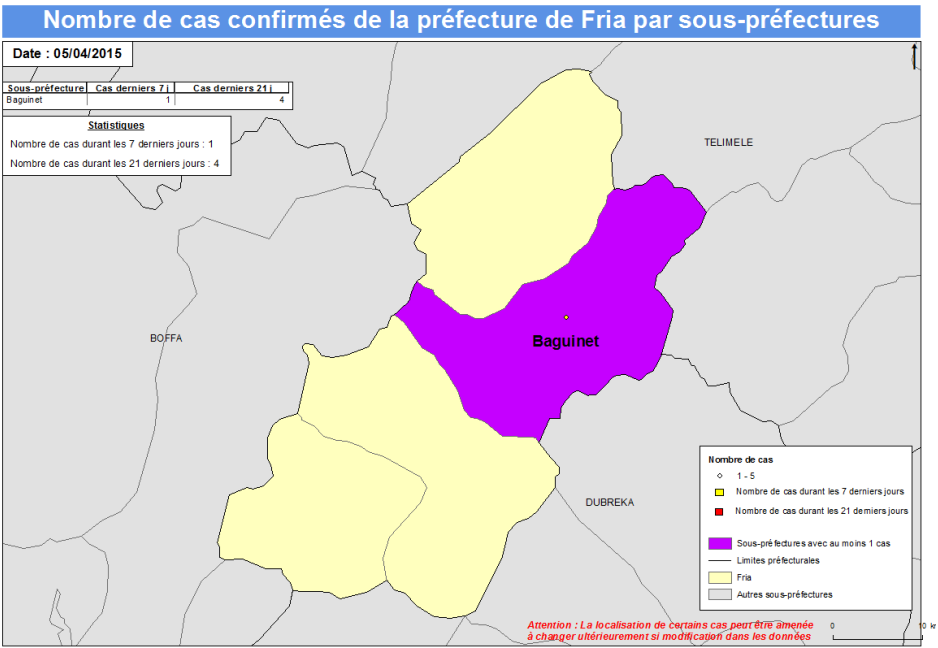 Nombre de cas confirmés de la préfecture de Fria par sous-préfectures
Date : 05/04/2015
Sous-préfecture Cas derniers 7 j Cas derniers 21 j
Baguinet 1 4
Statistiques
Nombre de cas durant les 7 derniers jours : 1
Nombre de cas durant les 21 derniers jours : 4
TELIMELE
BOFFA
Baguinet
DUBREKA
Nombre de cas
1 - 5
Nombre de cas durant les 7 derniers jours
Nombre de cas durant les 21 derniers jours
Sous-préfectures avec au moins 1 cas
Limites préfecturales
Fria
Autres sous-préfectures
Attention : La localisation de certains cas peut être amenée
à changer ultérieurement si modification dans les données
0 10 km